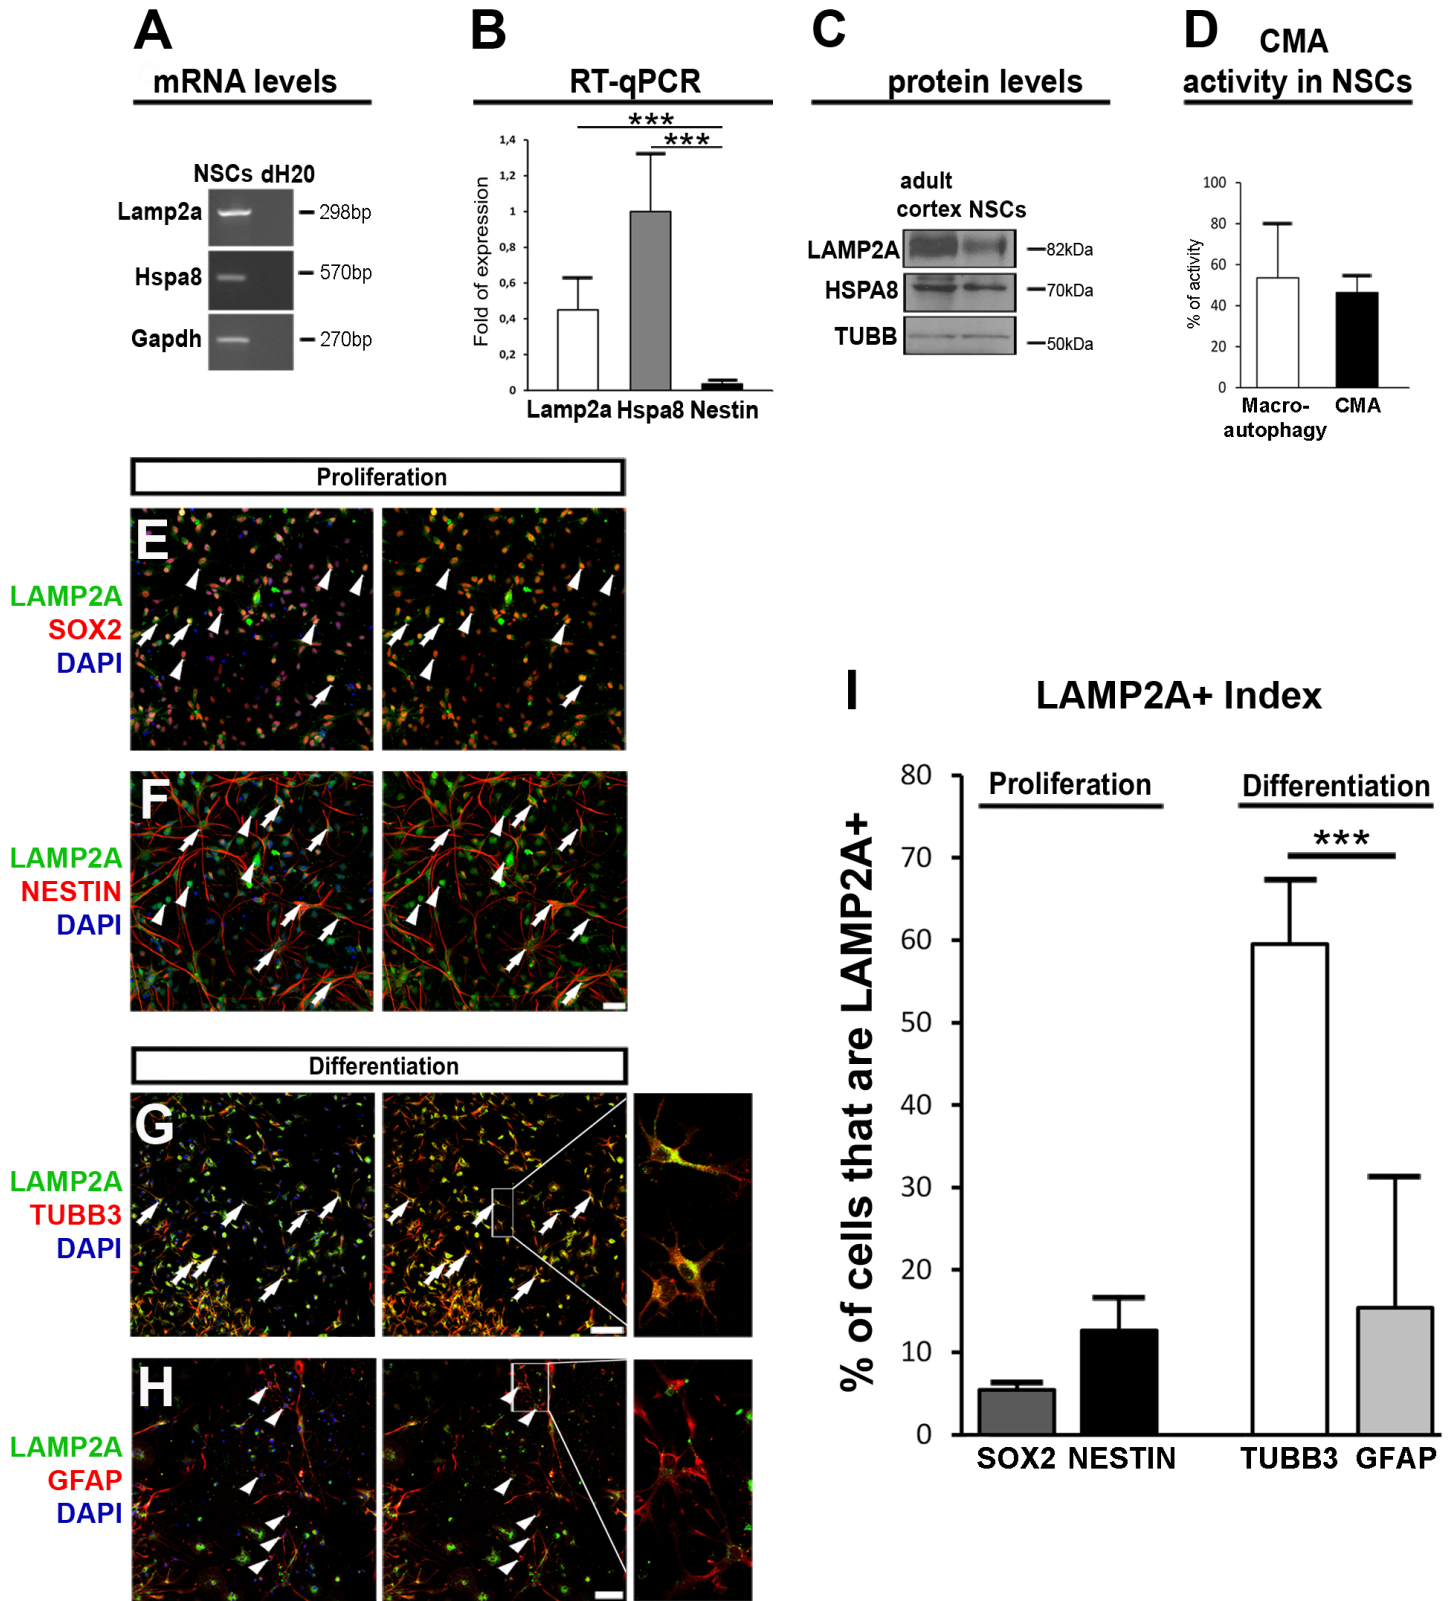 A
mRNA levels
NSCs dH20
Lamp2a
298bp
Hspa8
570bp
Gapdh
270bp
B
RT-qPCR
***
***
Fold of expression
1,4
1,2
1
0,8
0,6
0,4
0,2
0
Lamp2a Hspa8 Nestin
C
protein levels
adult
cortex NSCs
LAMP2A
82kDa
HSPA8
70kDa
TUBB
50kDa
D
CMA
activity in NSCs
% of activity
100
80
60
40
20
0
Macro-
autophagy
CMA
Proliferation
E
LAMP2A
SOX2
DAPI
F
LAMP2A
NESTIN
DAPI
Differentiation
G
LAMP2A
TUBB3
DAPI
H
LAMP2A
GFAP
DAPI
I
LAMP2A+ Index
% of cells that are LAMP2A+
80
70
60
50
40
30
20
10
0
Proliferation
Differentiation
***
SOX2 NESTIN
TUBB3 GFAP